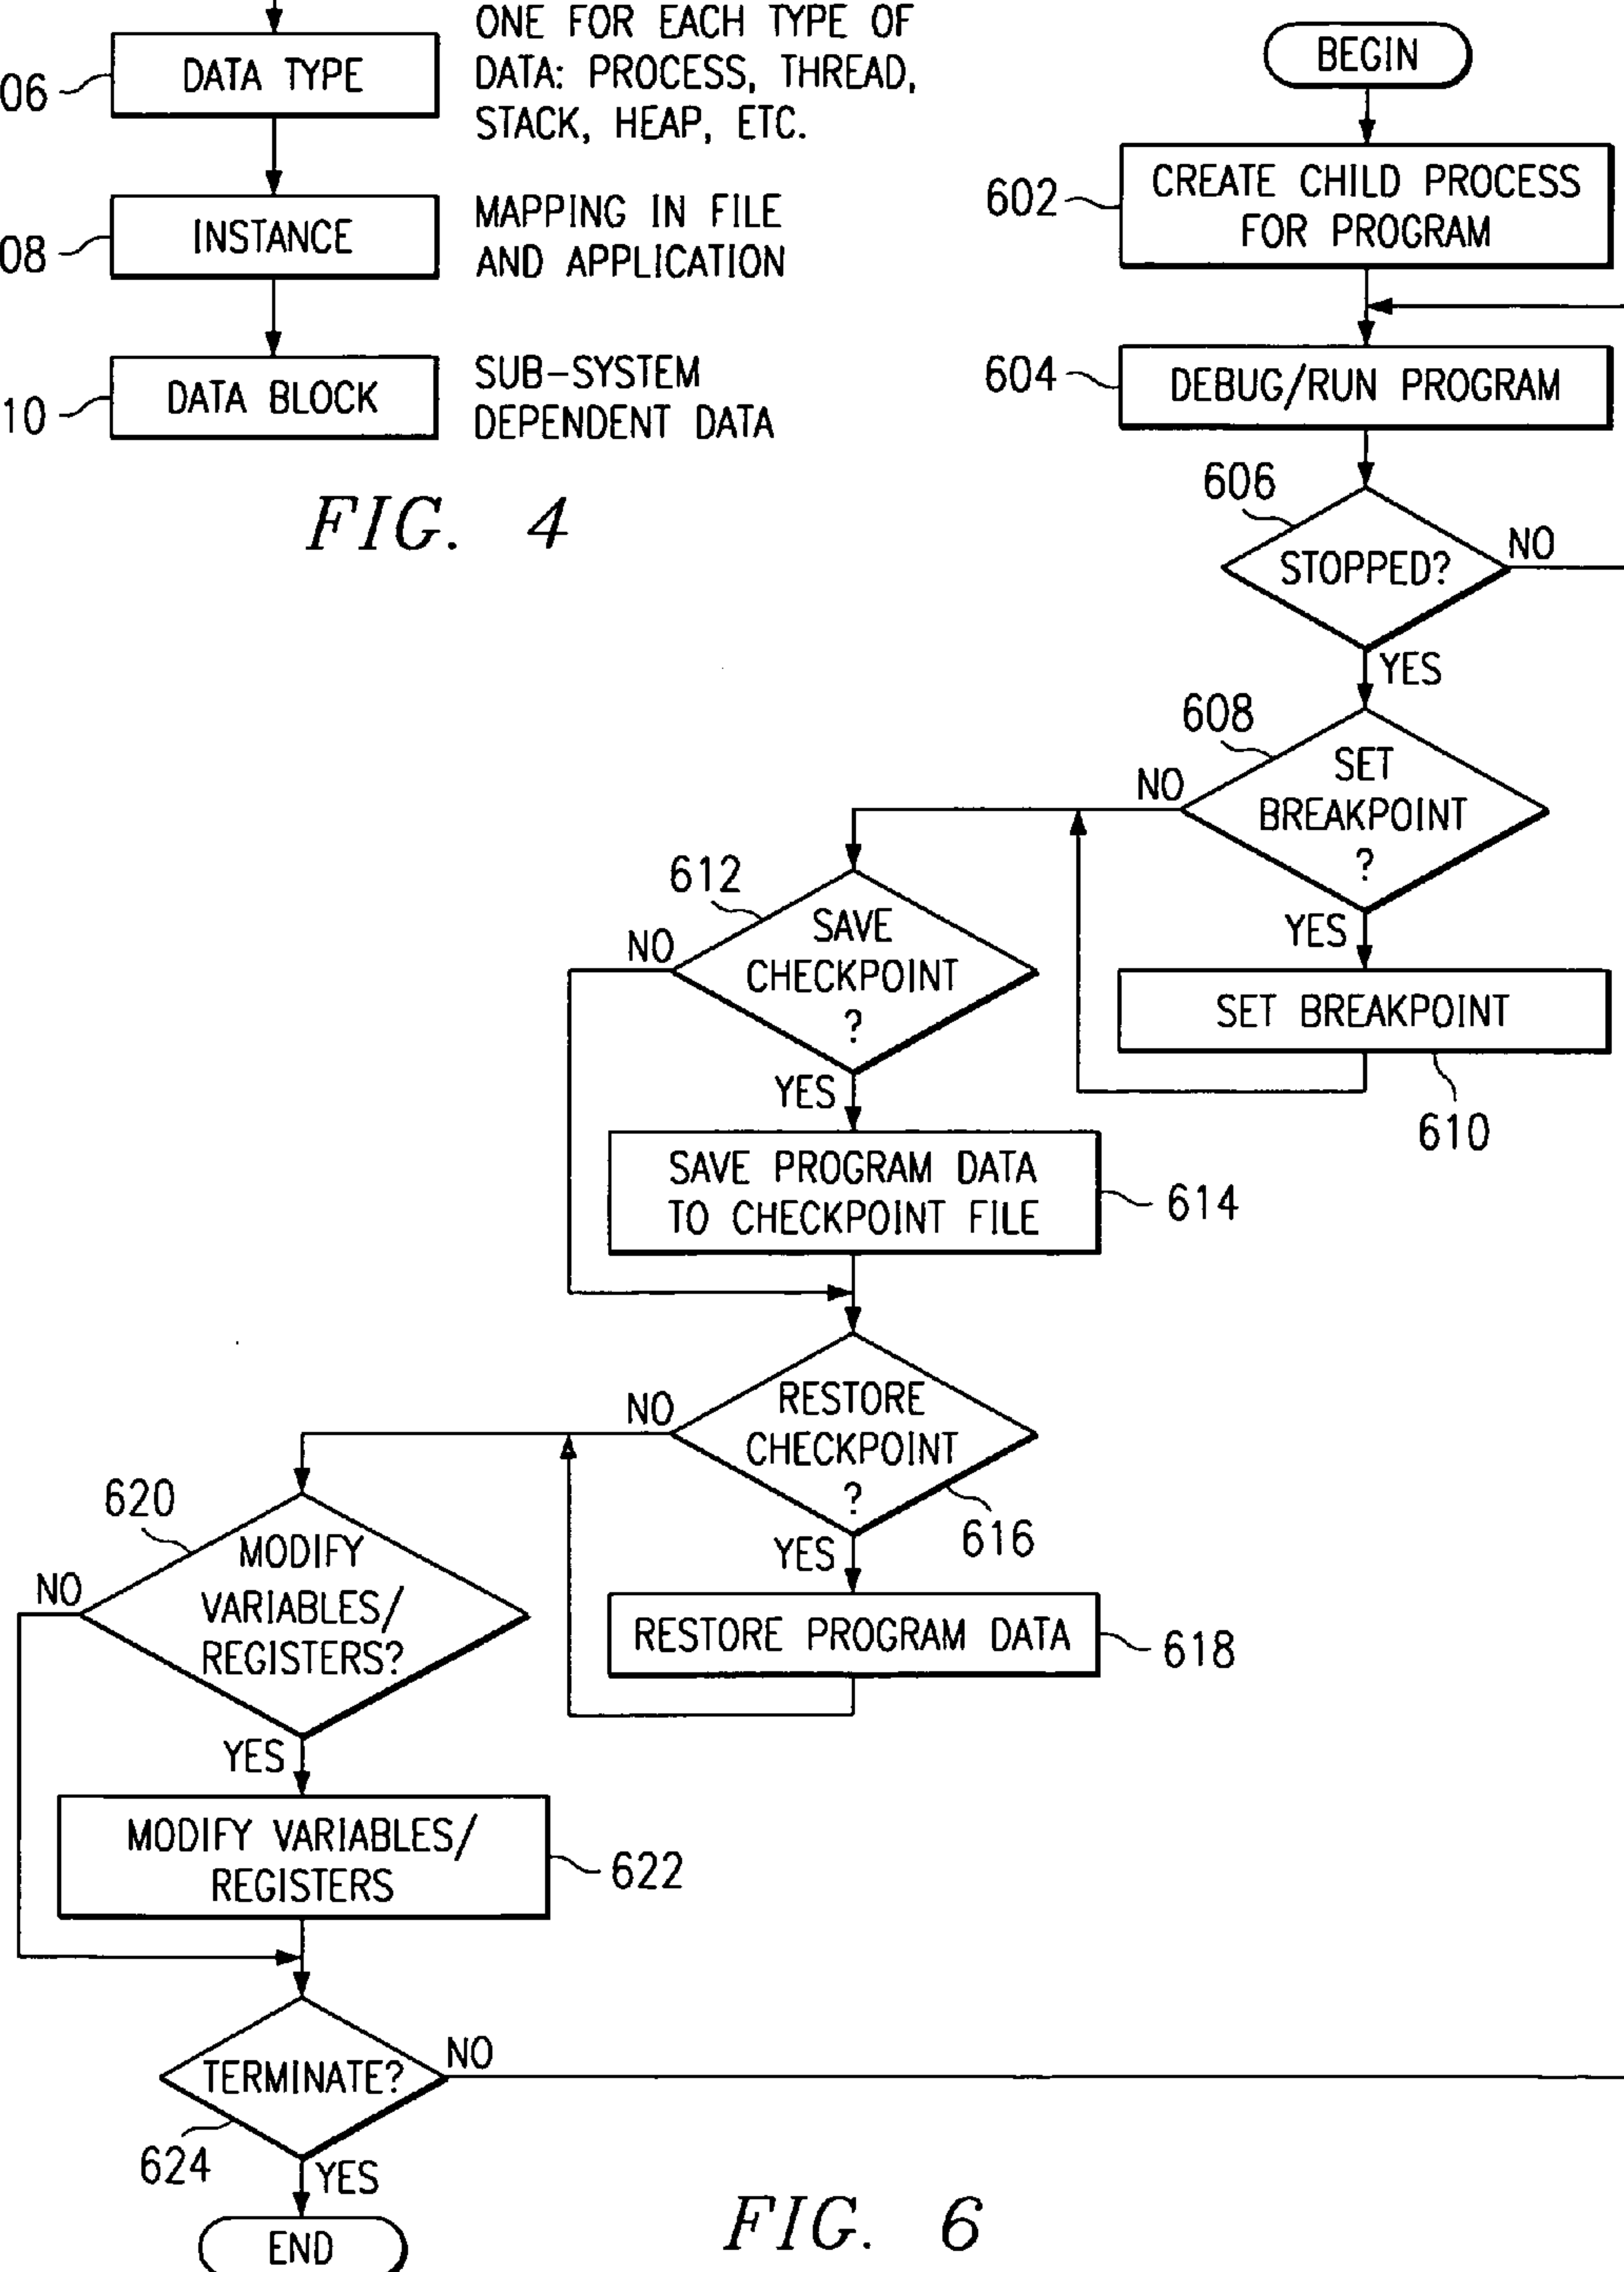 ONE FOR EACH TYPE OF
DATA: PROCESS, THREAD,
STACK, HEAP, ETC.
06
DATA TYPE
08
INSTANCE
MAPPING IN FILE
AND APPLICATION
10
DATA BLOCK
SUB-SYSTEM
DEPENDENT DATA
FIG. 4
BEGIN
602
CREATE CHILD PROCESS
FOR PROGRAM
604
DEBUG/RUN PROGRAM
606
STOPPED?
NO
YES
608
SET
BREAKPOINT
?
NO
YES
SET BREAKPOINT
610
612
SAVE
CHECKPOINT
?
NO
YES
SAVE PROGRAM DATA
TO CHECKPOINT FILE
614
RESTORE
CHECKPOINT
?
NO
616
YES
RESTORE PROGRAM DATA
618
620
MODIFY
VARIABLES/
REGISTERS?
NO
YES
MODIFY VARIABLES/
REGISTERS
622
TERMINATE?
NO
624
YES
END
FIG. 6